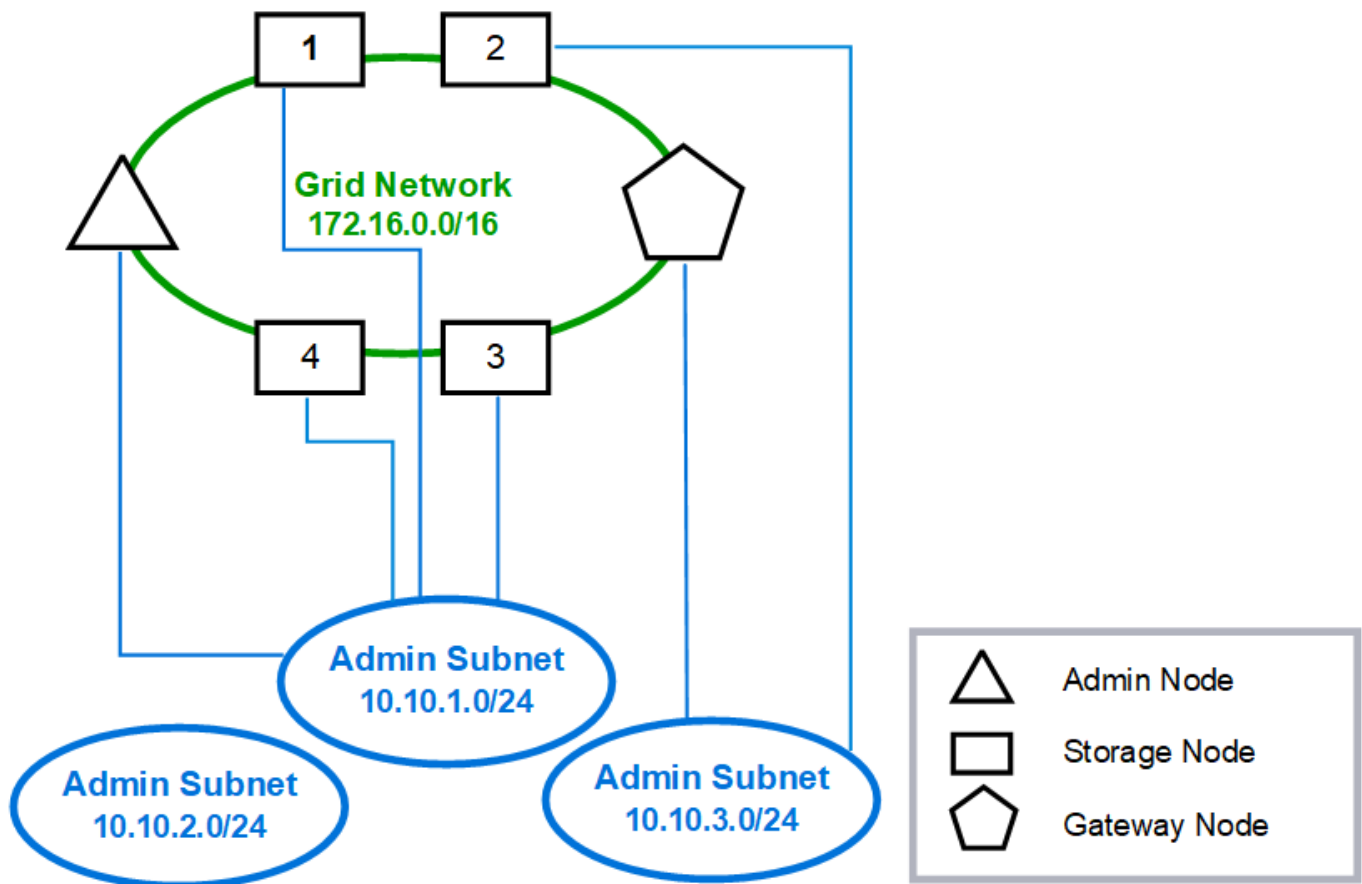 1
2
Grid Network
172.16.0.0/16
4
3
Admin Subnet
10.10.1.0/24
Admin Subnet
10.10.2.0/24
Admin Subnet
10.10.3.0/24
Admin Node
Storage Node
Gateway Node